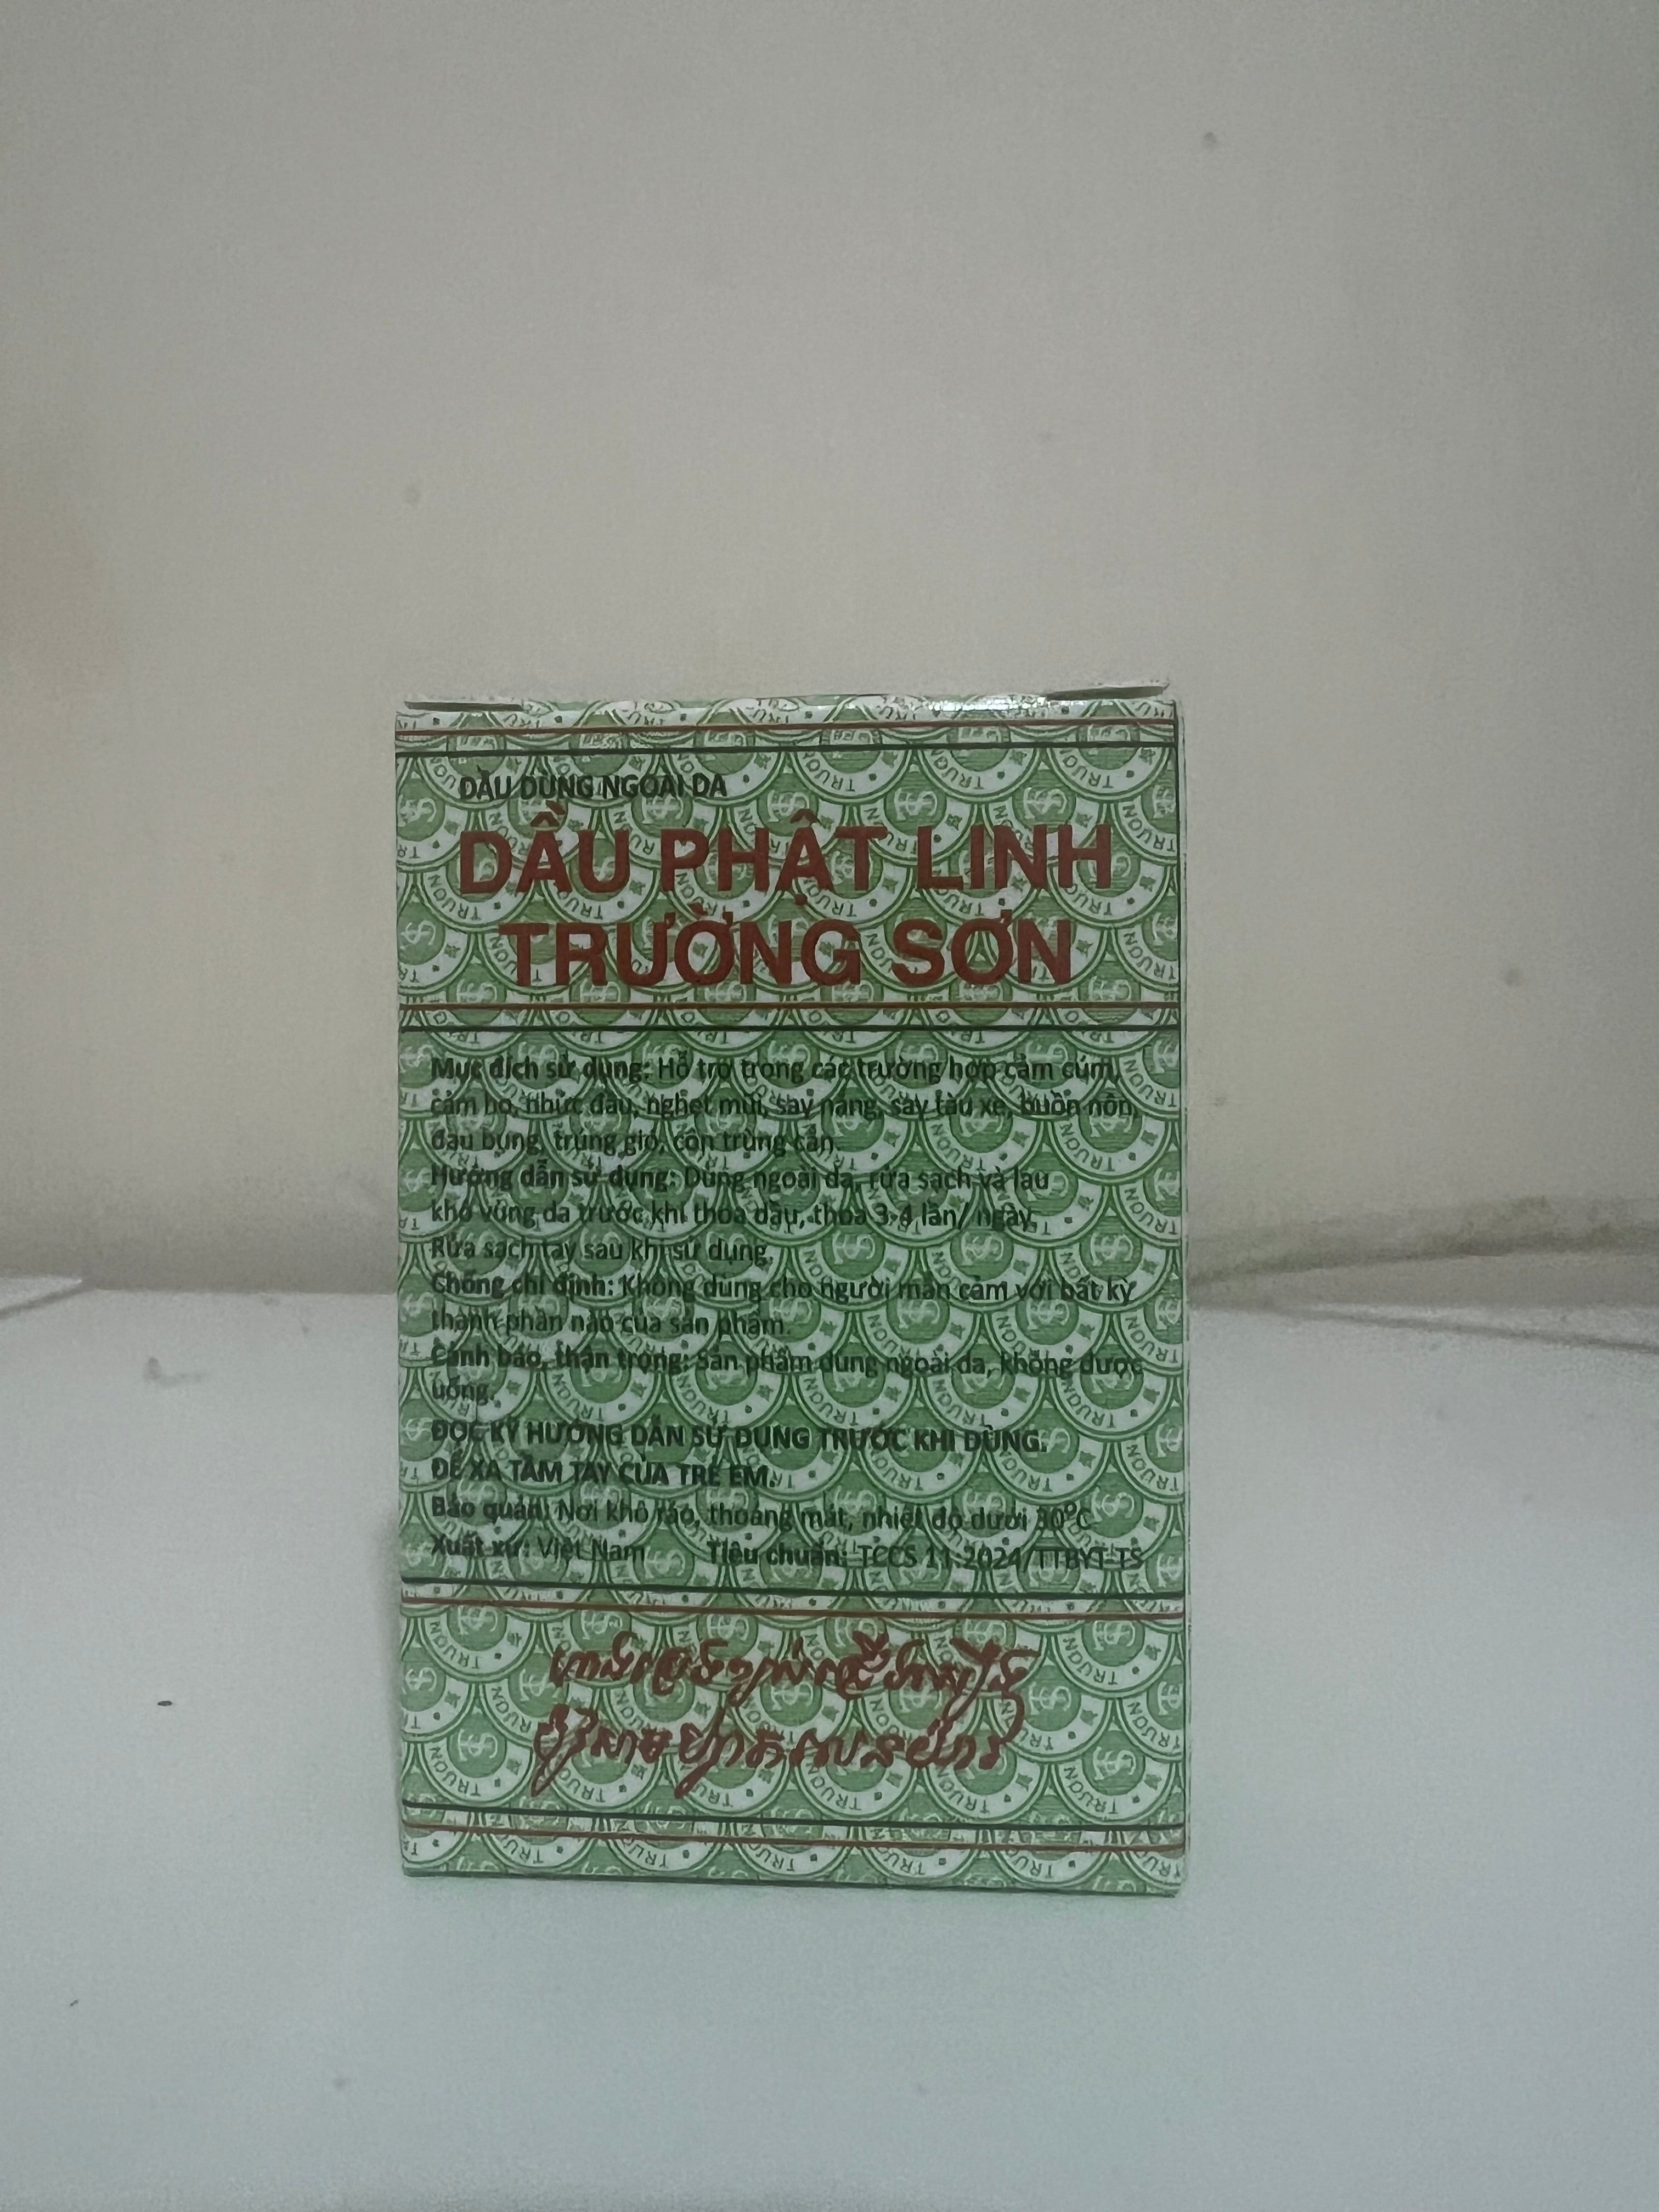 DẦU DÙNG NGOÀI DA
DẦU PHẬT LINH
TRƯỜNG SƠN
Mục đích sử dụng: Hỗ trợ trong các trường hợp cảm cúm,
cảm ho, nhức đầu, nghẹt mũi, say nắng, say tàu xe, buồn nôn,
đau bụng, trúng gió, côn trùng cắn.
Hướng dẫn sử dụng: Dùng ngoài da, rửa sạch và lau
khô vùng da trước khi thoa dầu, thoa 3-4 lần/ ngày.
Rửa sạch tay sau khi sử dụng.
Chống chỉ định: Không dùng cho người mẫn cảm với bất kỳ
thành phần nào của sản phẩm.
Cảnh báo, thận trọng: Sản phẩm dùng ngoài da, không được
uống.
ĐỌC KỸ HƯỚNG DẪN SỬ DỤNG TRƯỚC KHI DÙNG.
ĐỂ XA TẦM TAY CỦA TRẺ EM.
Bảo quản: Nơi khô ráo, thoáng mát, nhiệt độ dưới 30°C
Xuất xứ: Việt Nam Tiêu chuẩn: TCCS 11:2024/TTBYT-TS